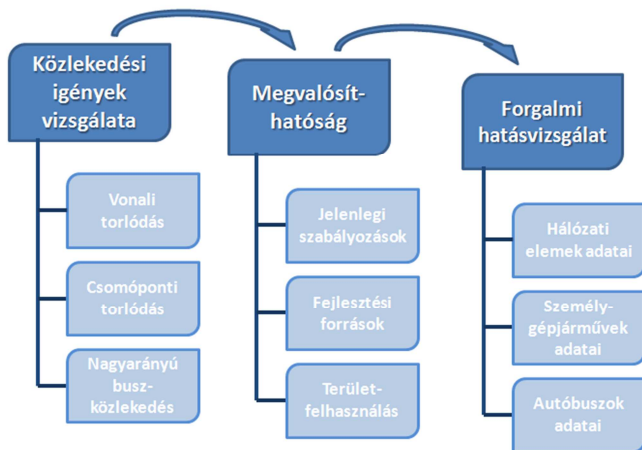 Közlekedési
igények
vizsgálata
Vonali
torlódás
Csomóponti
torlódás
Nagyarányú
busz-
közlekedés
Megvalósít-
hatóság
Jelenlegi
szabályozások
Fejlesztési
források
Terület-
felhasználás
Forgalmi
hatásvizsgálat
Hálózati
elemek adatai
Személy-
gépjárművek
adatai
Autóbuszok
adatai